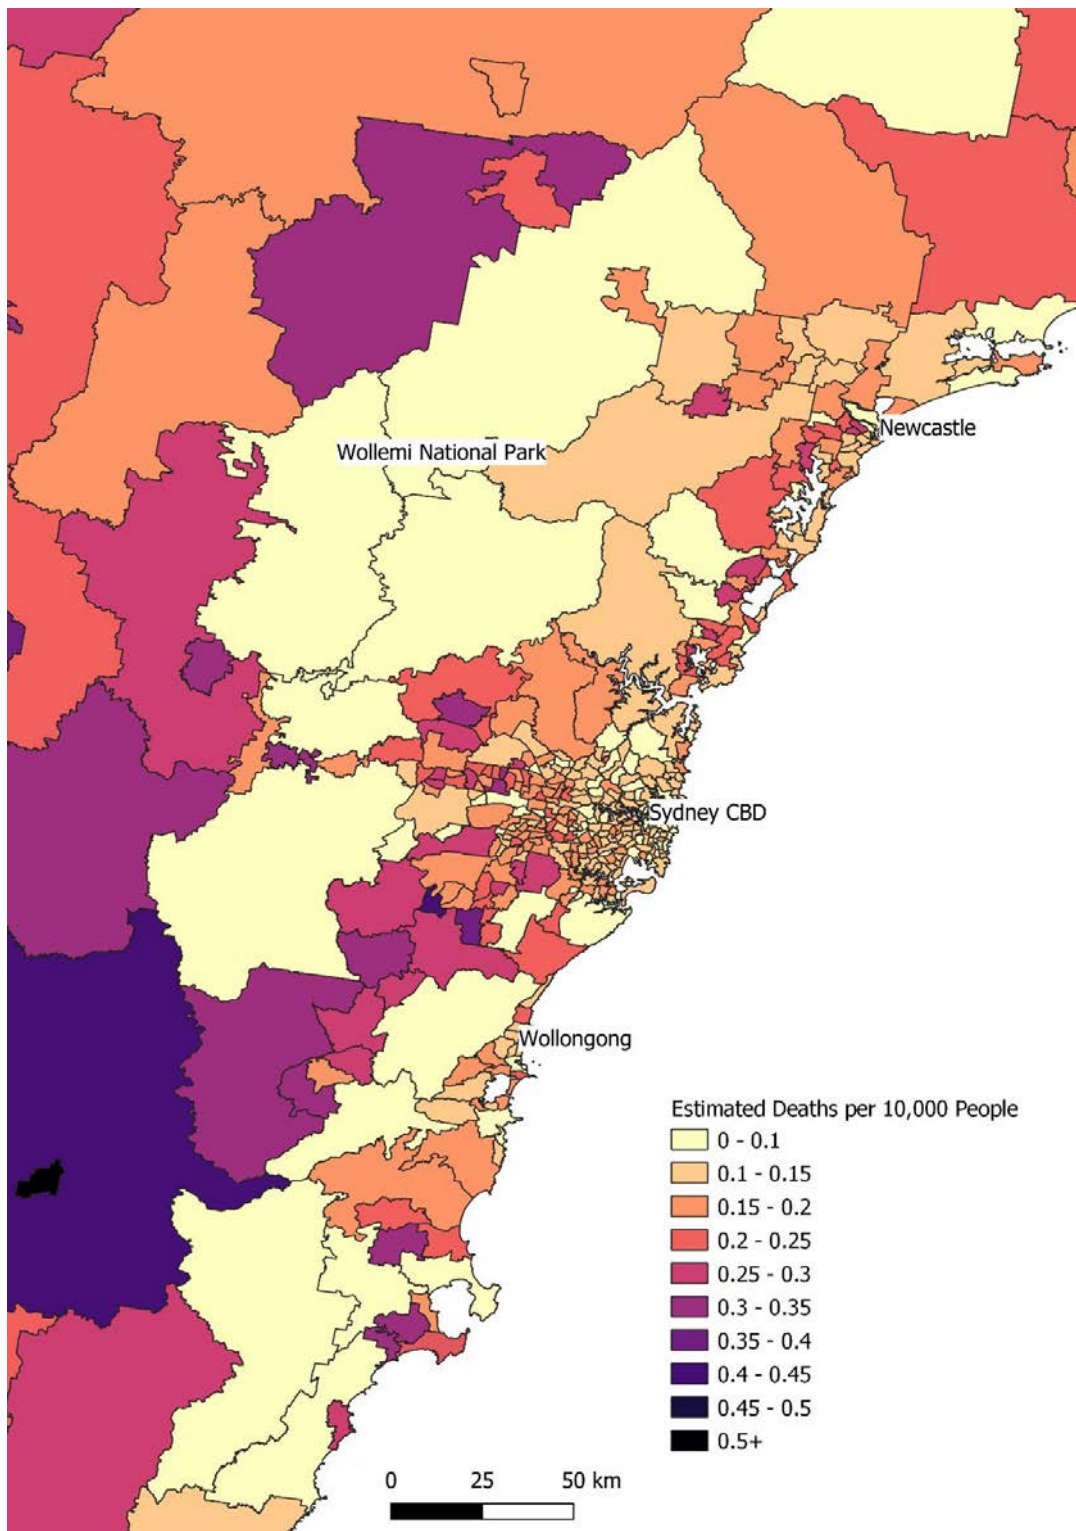 Wollemi National Park
Newcastle
Sydney CBD
Wollongong
Estimated Deaths per 10,000 People
0 - 0.1
0.1 - 0.15
0.15 - 0.2
0.2 - 0.25
0.25 - 0.3
0.3 - 0.35
0.35 - 0.4
0.4 - 0.45
0.45 - 0.5
0.5+
0 25 50 km